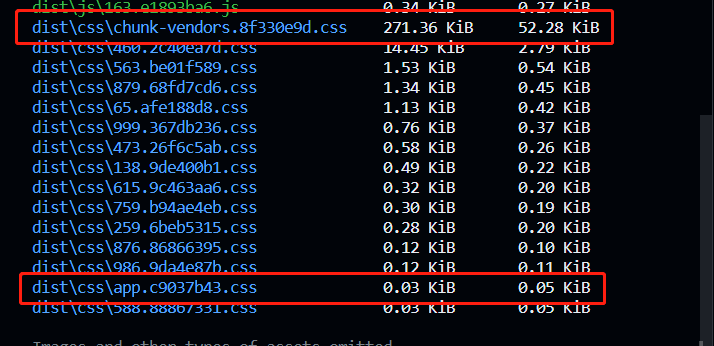 dist\js\163.e1893ba6.js 0.34 KiB 0.27 KiB
dist\css\chunk-vendors.8f330e9d.css 271.36 KiB 52.28 KiB
dist\css\460.2c40ea7d.css 14.45 KiB 2.79 KiB
dist\css\563.be01f589.css 1.53 KiB 0.54 KiB
dist\css\879.68fd7cd6.css 1.34 KiB 0.45 KiB
dist\css\65.afe188d8.css 1.13 KiB 0.42 KiB
dist\css\999.367db236.css 0.76 KiB 0.37 KiB
dist\css\473.26f6c5ab.css 0.58 KiB 0.26 KiB
dist\css\138.9de400b1.css 0.49 KiB 0.22 KiB
dist\css\615.9c463aa6.css 0.32 KiB 0.20 KiB
dist\css\759.b94ae4eb.css 0.30 KiB 0.19 KiB
dist\css\259.6beb5315.css 0.28 KiB 0.20 KiB
dist\css\876.86866395.css 0.12 KiB 0.10 KiB
dist\css\986.9da4e87b.css 0.12 KiB 0.11 KiB
dist\css\app.c9037b43.css 0.03 KiB 0.05 KiB
dist\css\588.88867331.css 0.03 KiB 0.05 KiB
Images and other types of assets omitted